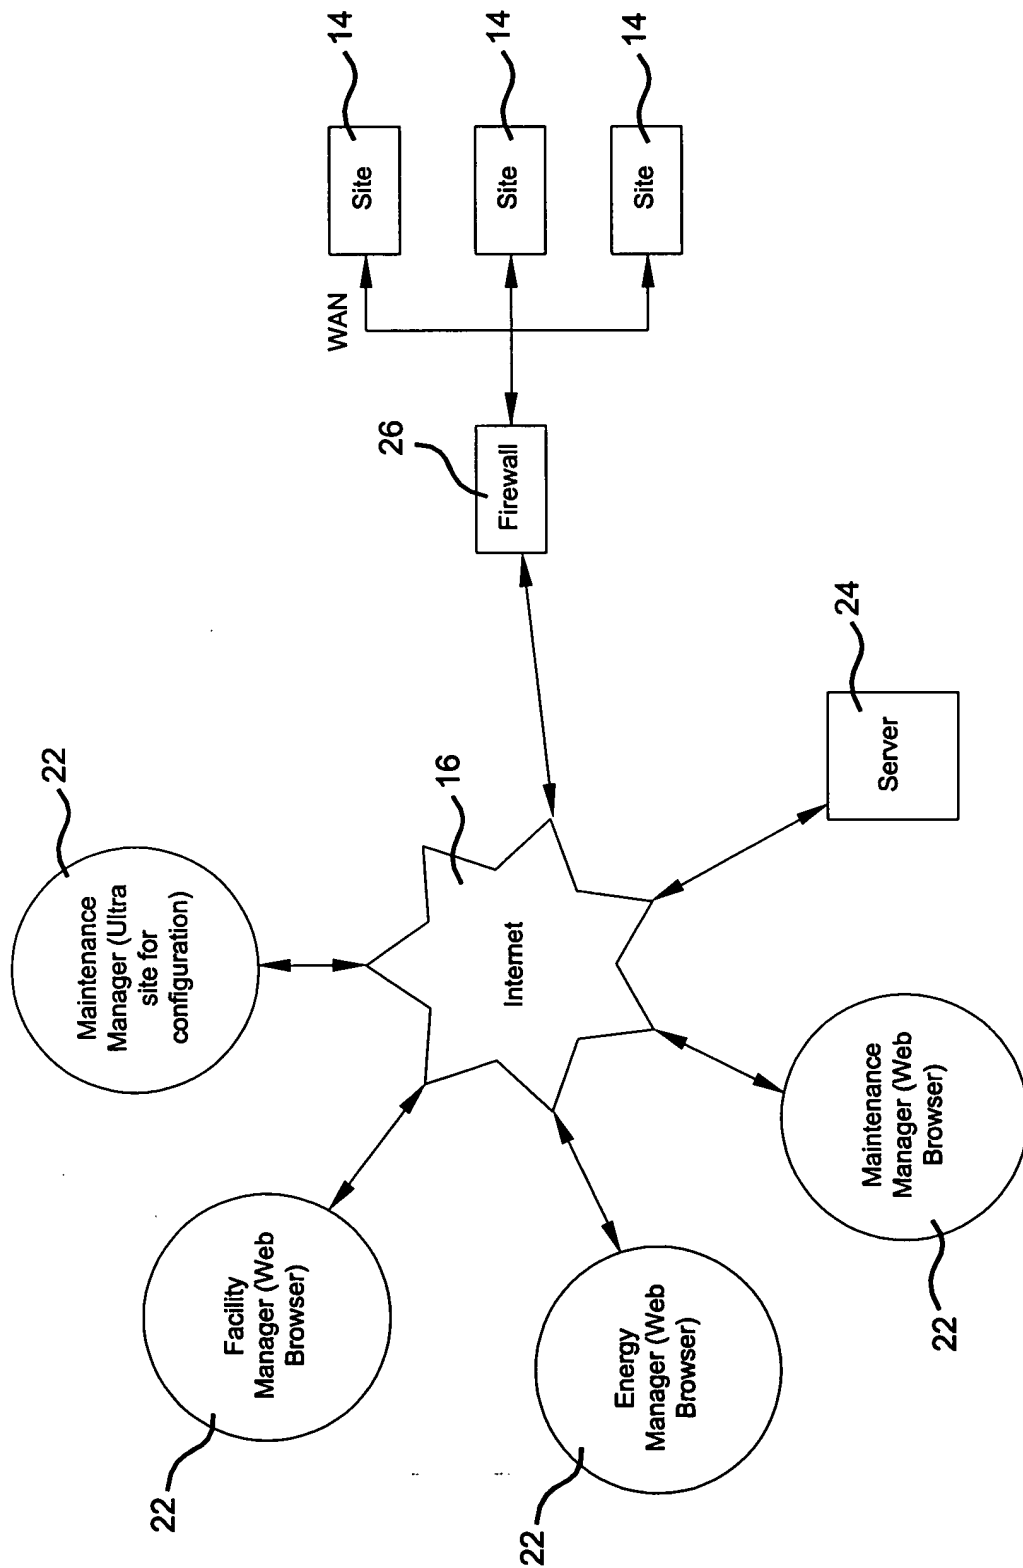 22
Maintenance
Manager (Ultra
site for
configuration)
22
Facility
Manager (Web
Browser)
16
Internet
22
Energy
Manager (Web
Browser)
22
Maintenance
Manager (Web
Browser)
24
Server
26
Firewall
WAN
14
Site
14
Site
14
Site